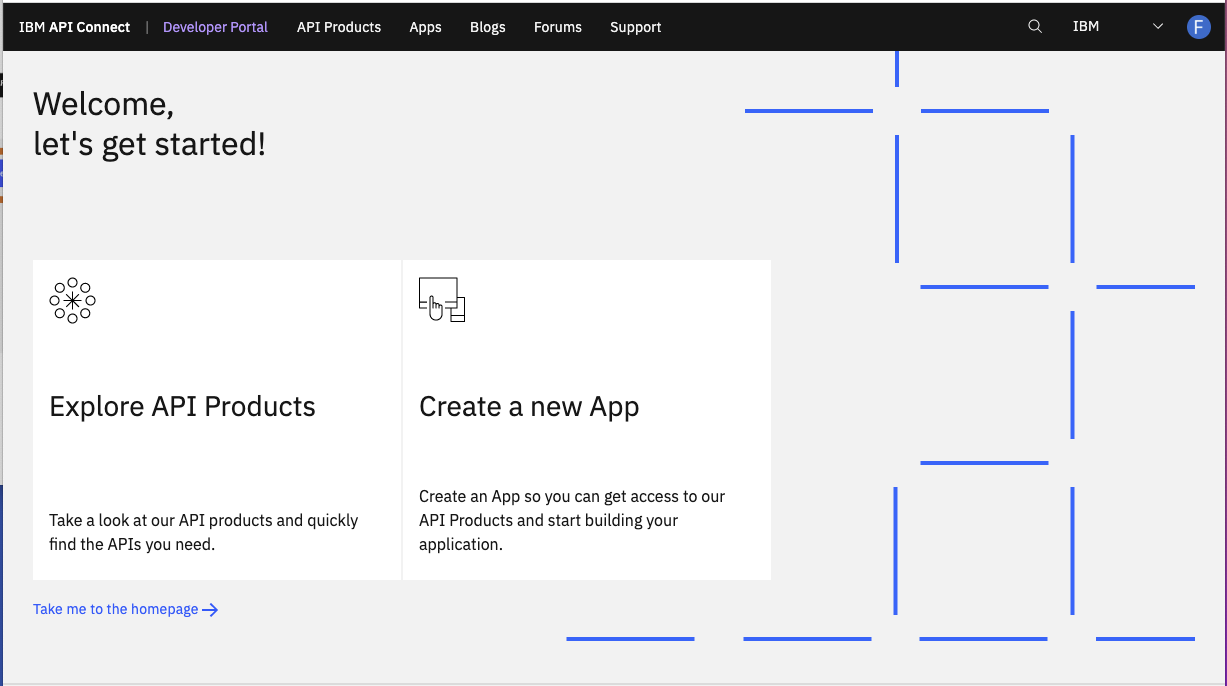 IBM API Connect | Developer Portal API Products Apps Blogs Forums Support IBM F
Welcome,
let's get started!
Explore API Products
Take a look at our API products and quickly
find the APIs you need.
Create a new App
Create an App so you can get access to our
API Products and start building your
application.
Take me to the homepage